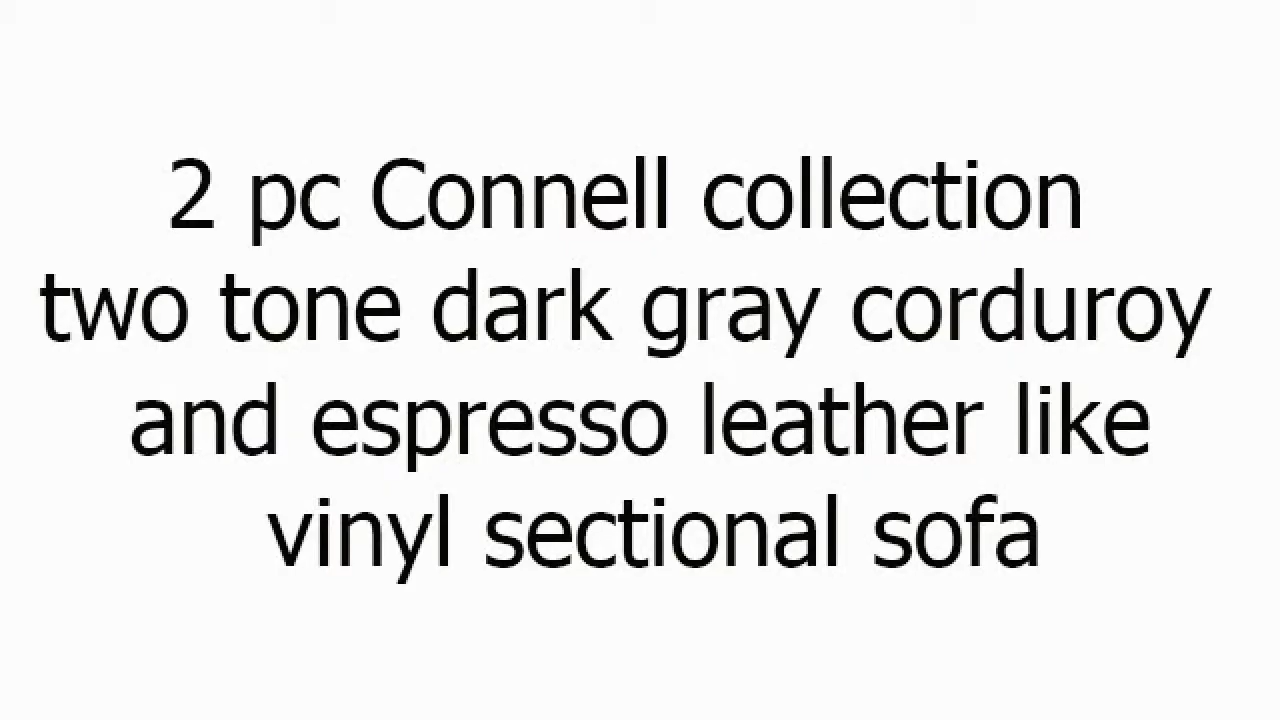 2 pc Connell collection
two tone dark gray corduroy
and espresso leather like
vinyl sectional sofa